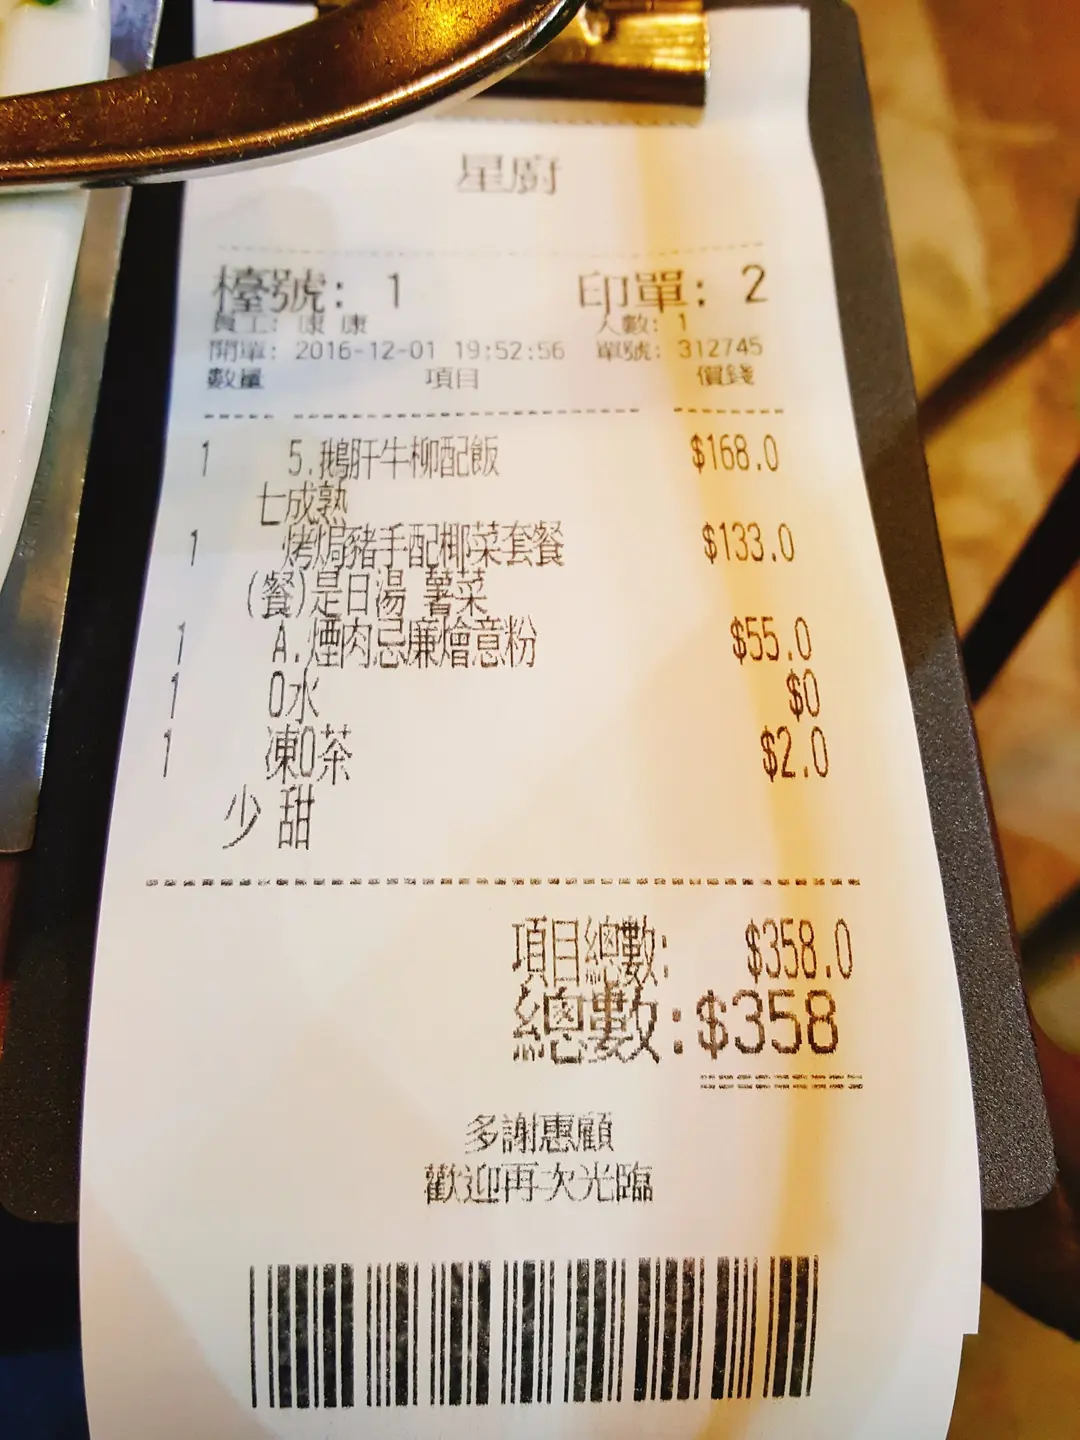 星廚
檯號: 1 印單: 2
員工: 康 康 人數: 1
開單: 2016-12-01 19:52:56 單號: 312745
數量 項目 價錢
1 5.鵝肝牛柳配飯 $168.0
七成熟
1 烤焗豬手配椰菜套餐 $133.0
(餐)是日湯 薯菜
1 A.煙肉忌廉燴意粉 $55.0
1 0水 $0
1 凍0茶 $2.0
少 甜
項目總數: $358.0
總數:$358
多謝惠顧
歡迎再次光臨